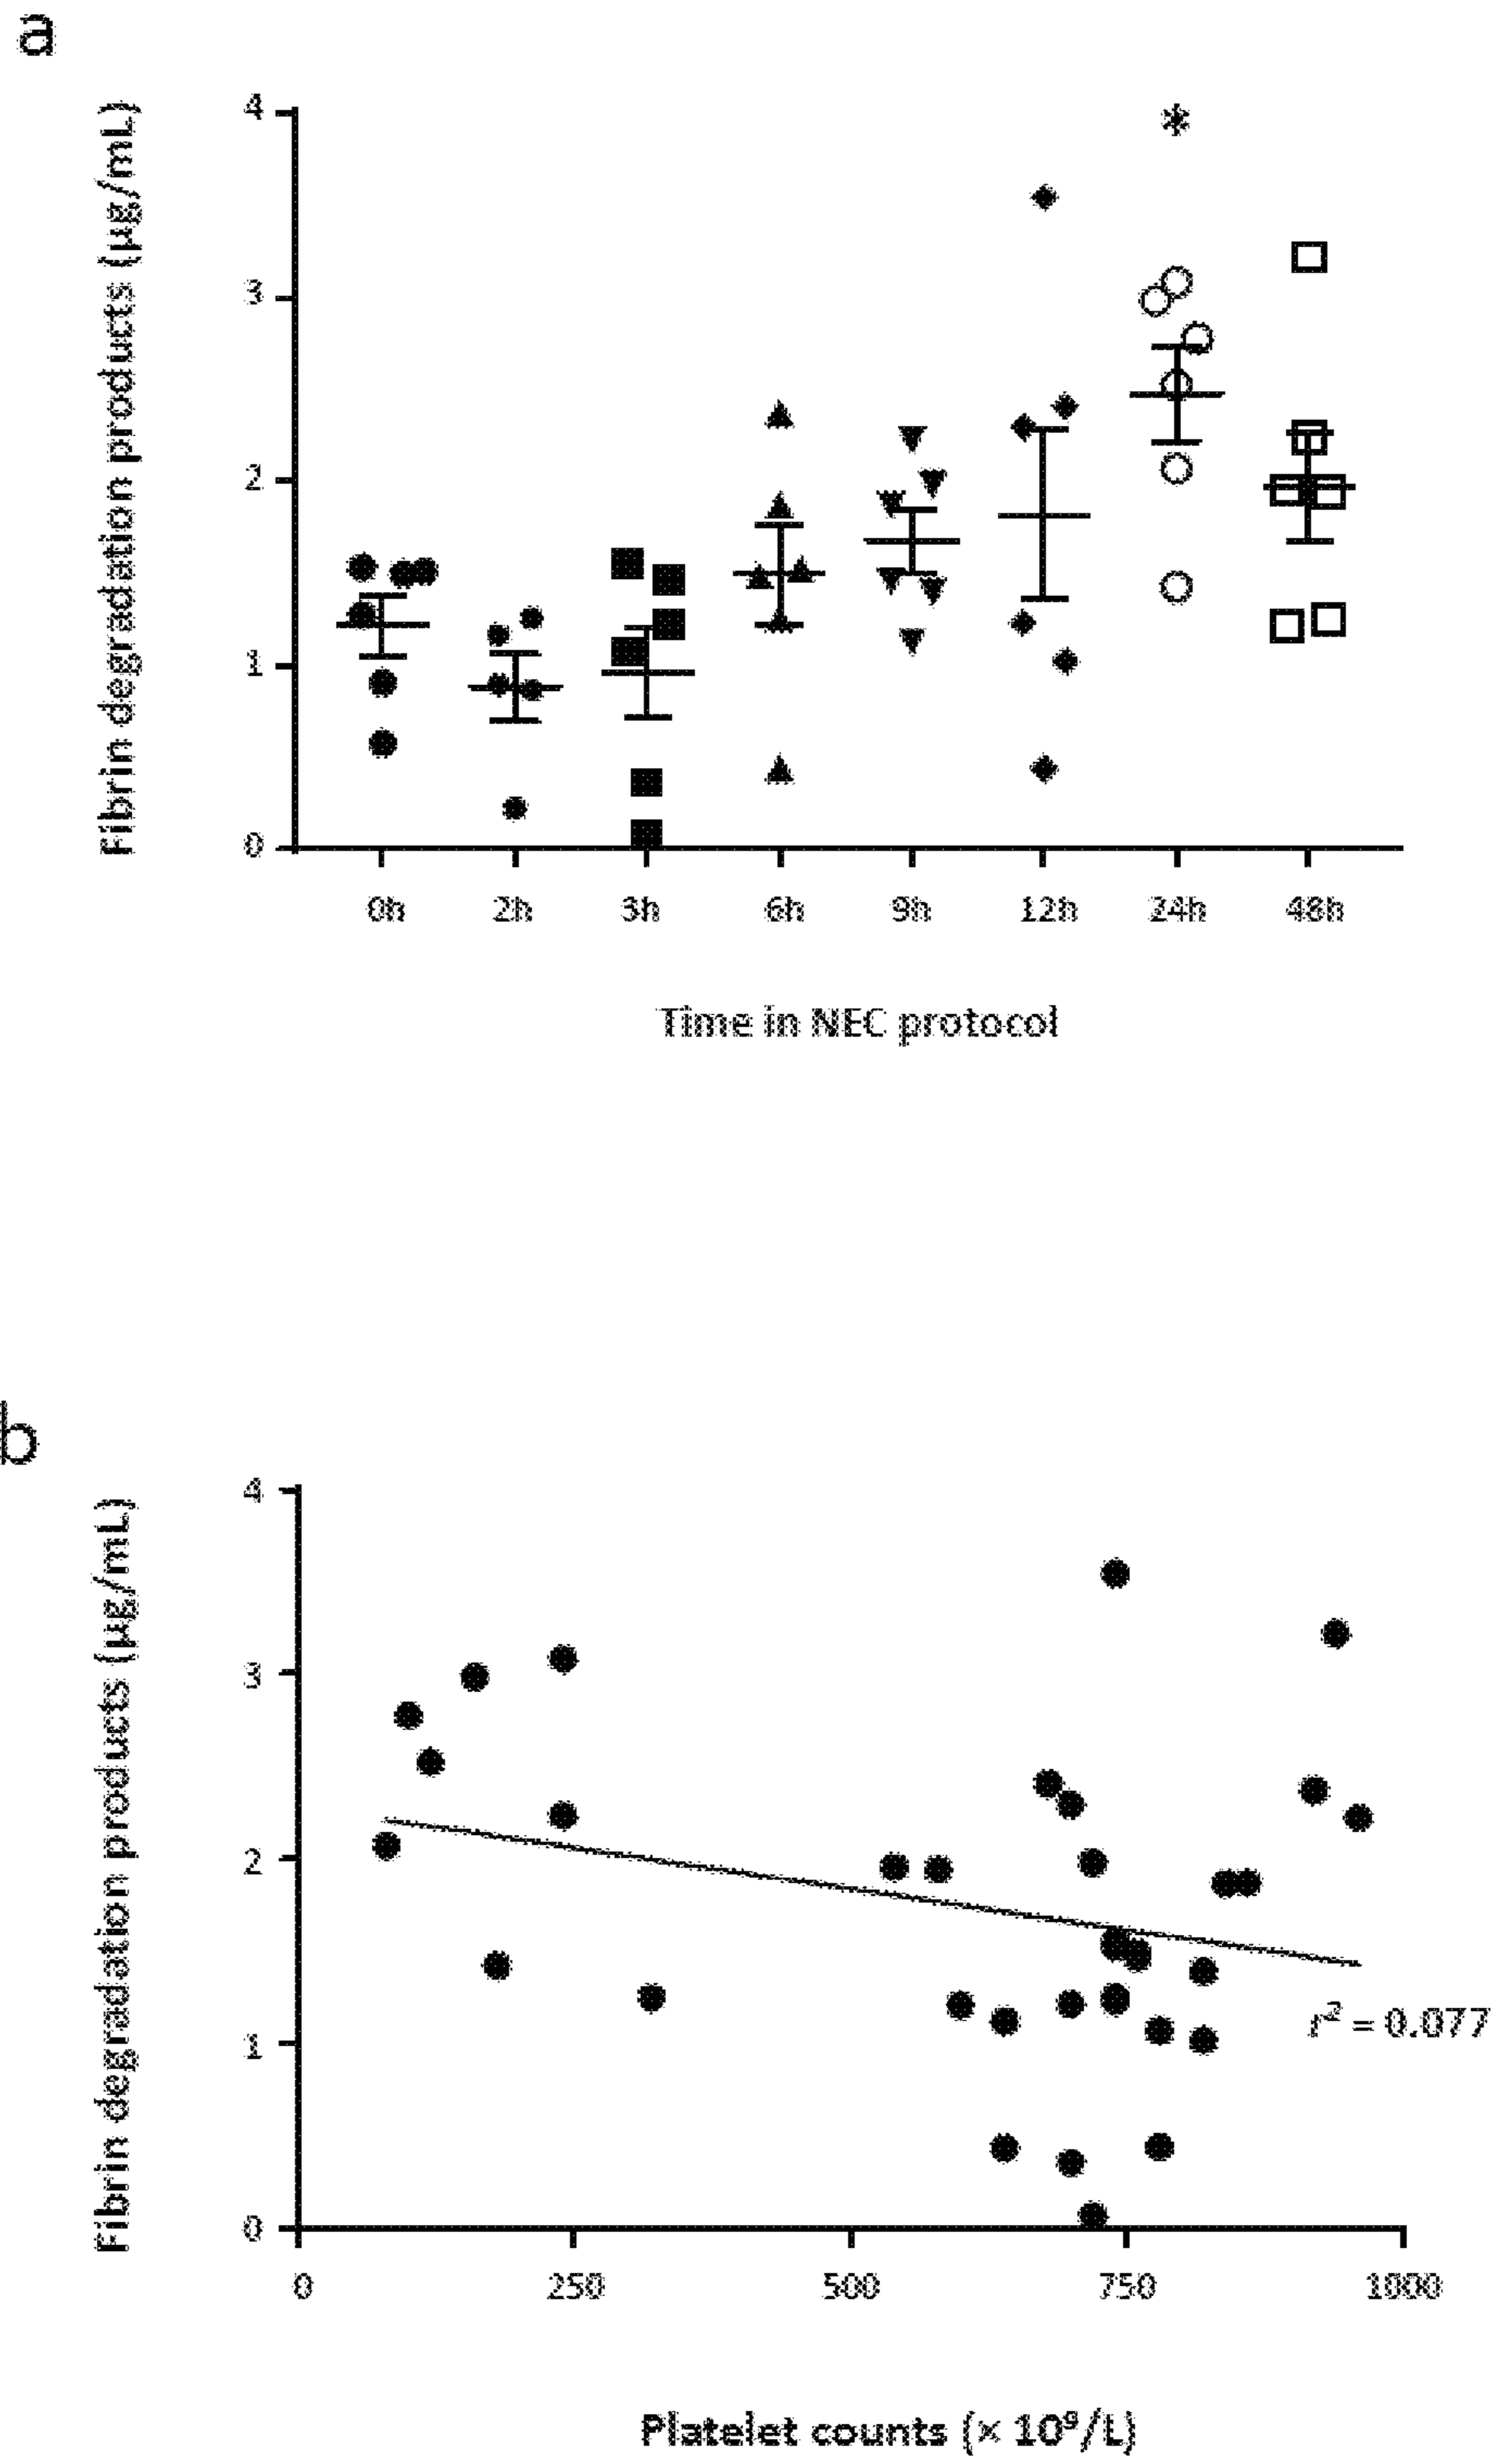 a
Fibrin degradation products (µg/mL)
4
3
2
1
0
*
0h 2h 3h 6h 9h 12h 24h 48h
Time in NEC protocol
b
Fibrin degradation products (µg/mL)
4
3
2
1
0
r² = 0.077
0 250 500 750 1000
Platelet counts (× 10⁹/L)